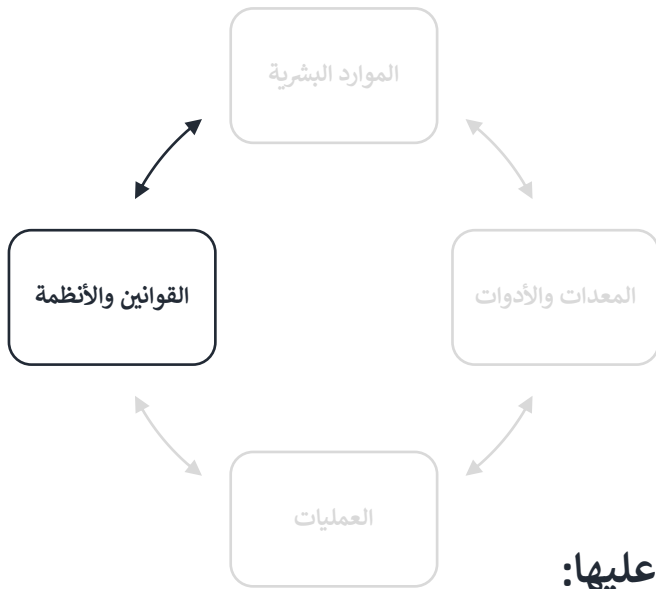 الموارد البشرية
المعدات والأدوات
القوانين والأنظمة
العمليات
عليها: